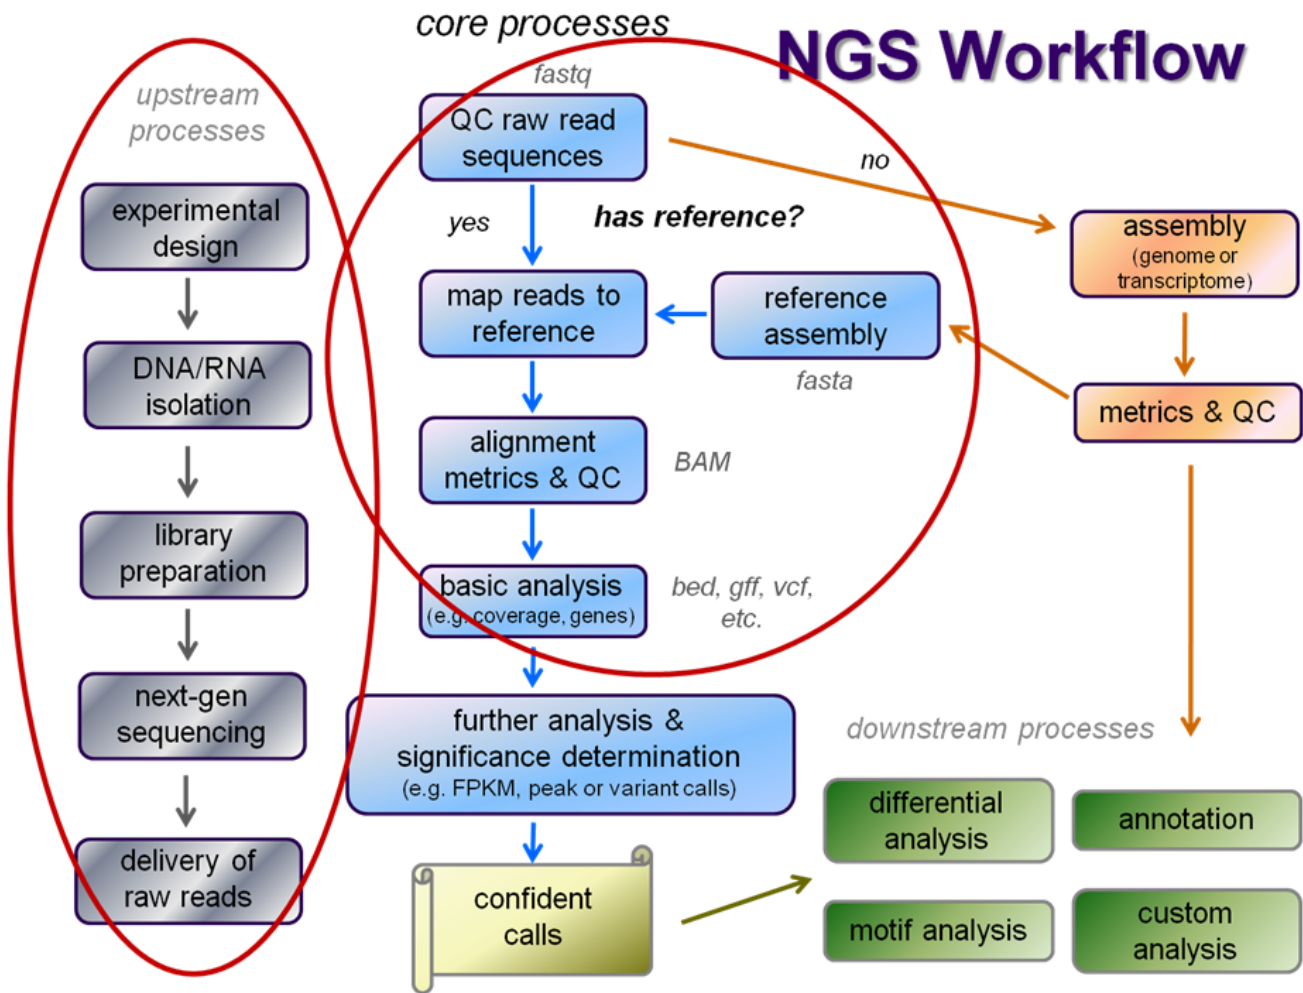 core processes
NGS Workflow
upstream
processes
experimental
design
DNA/RNA
isolation
library
preparation
next-gen
sequencing
delivery of
raw reads
fastq
QC raw read
sequences
yes
has reference?
no
map reads to
reference
reference
assembly
fasta
alignment
metrics & QC
BAM
basic analysis
(e.g. coverage, genes)
bed, gff, vcf,
etc.
further analysis &
significance determination
(e.g. FPKM, peak or variant calls)
confident
calls
assembly
(genome or
transcriptome)
metrics & QC
downstream processes
differential
analysis
annotation
motif analysis
custom
analysis